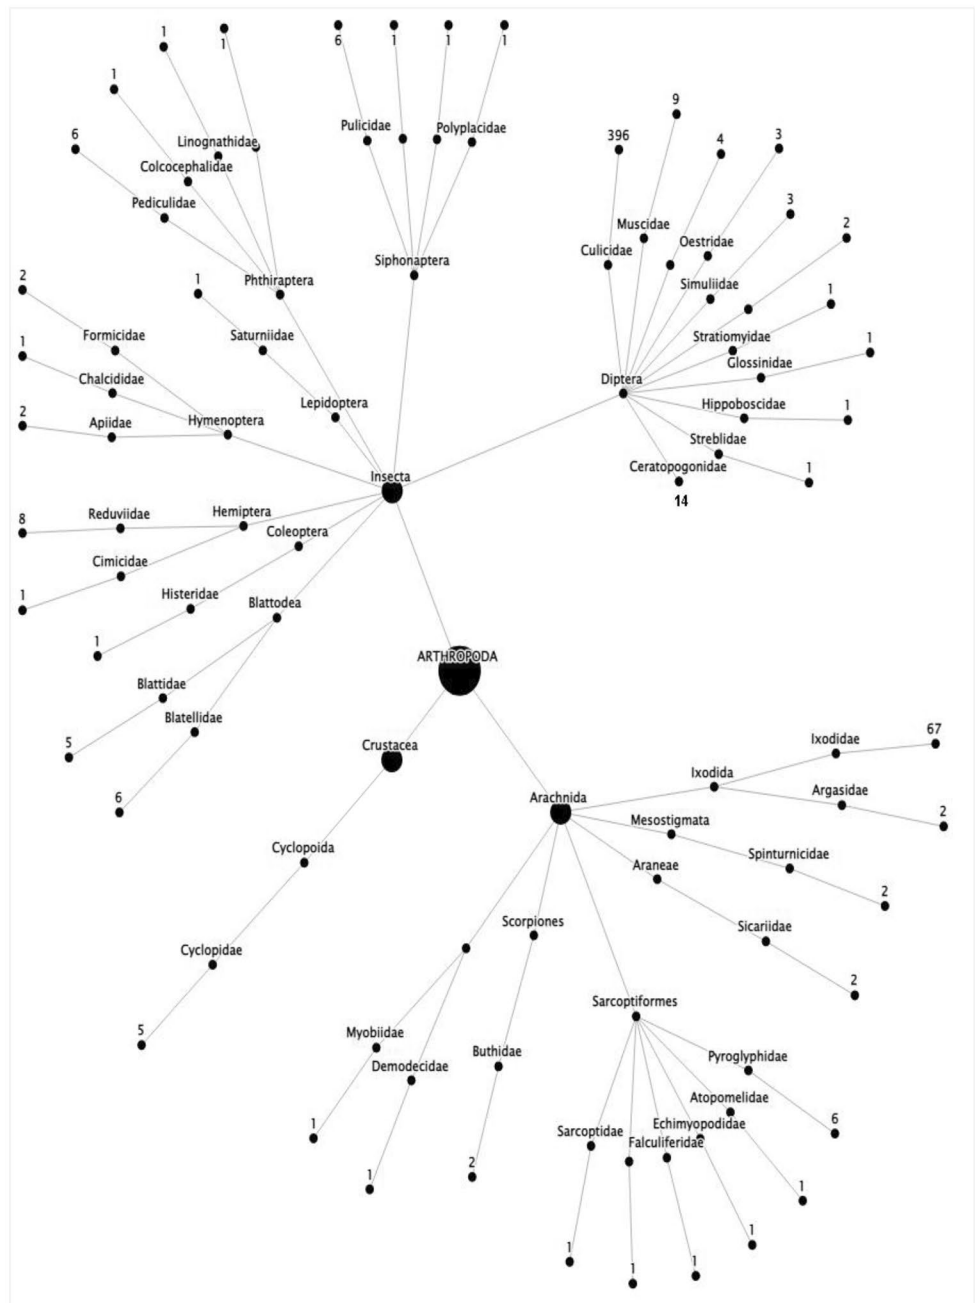 1
1
6
1
1
1
1
6
Linognathidae
Colcocephalidae
Pediculidae
Phthiraptera
Pulicidae
Polyplacidae
Siphonaptera
396
9
4
3
3
2
1
1
1
1
14
Muscidae
Culicidae
Oestridae
Simuliidae
Stratiomyidae
Glossinidae
Diptera
Hippoboscidae
Streblidae
Ceratopogonidae
1
Saturniidae
Lepidoptera
2
Formicidae
1
Chalcididae
2
Apiidae
Hymenoptera
Insecta
8
Reduviidae
Hemiptera
Coleoptera
Cimicidae
1
Histeridae
Blattodea
1
Blattidae
Blatellidae
5
6
ARTHROPODA
Crustacea
Cyclopoida
Cyclopidae
5
Arachnida
Ixodida
Ixodidae
67
Argasidae
2
Mesostigmata
Spinturnicidae
2
Araneae
Sicariidae
2
Scorpiones
Buthidae
2
Myobiidae
Demodecidae
1
1
Sarcoptiformes
Pyroglyphidae
6
Atopomelidae
1
Echimyopodidae
1
Sarcoptidae
Falculiferidae
1
1
1